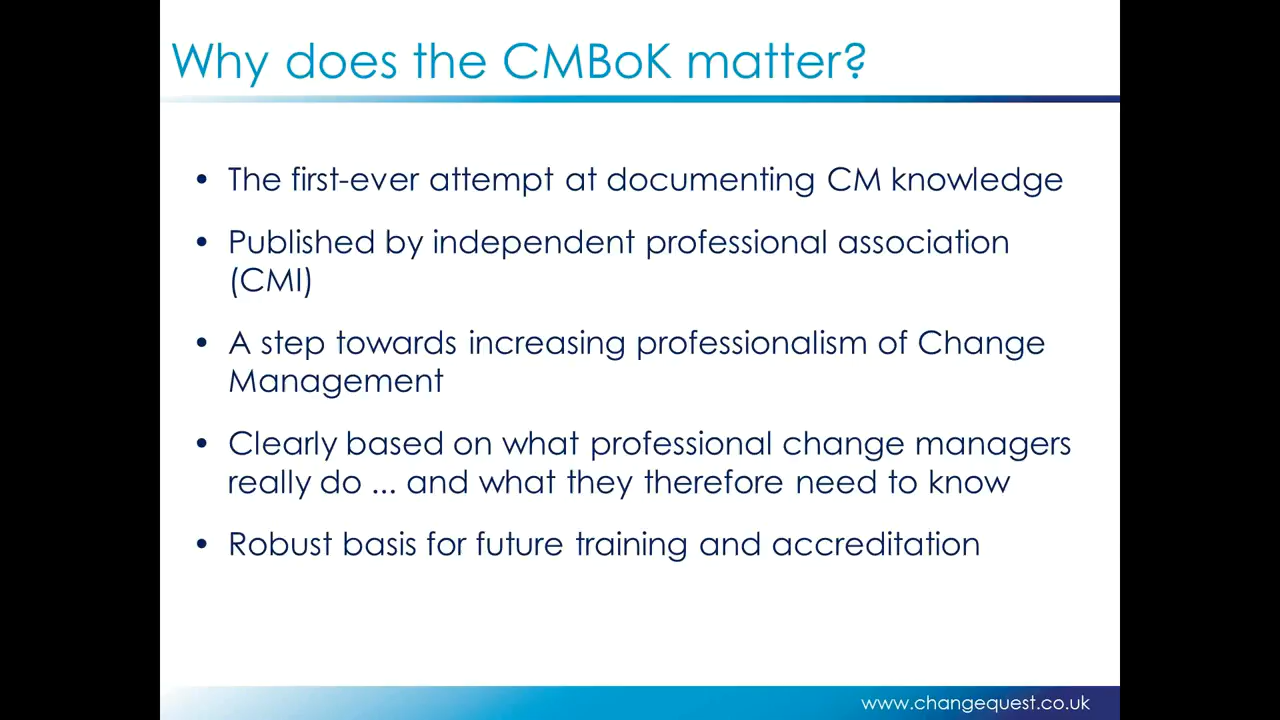 Why does the CMBoK matter?
• The first-ever attempt at documenting CM knowledge
• Published by independent professional association
(CMI)
• A step towards increasing professionalism of Change
Management
• Clearly based on what professional change managers
really do ... and what they therefore need to know
• Robust basis for future training and accreditation
www.changequest.co.uk